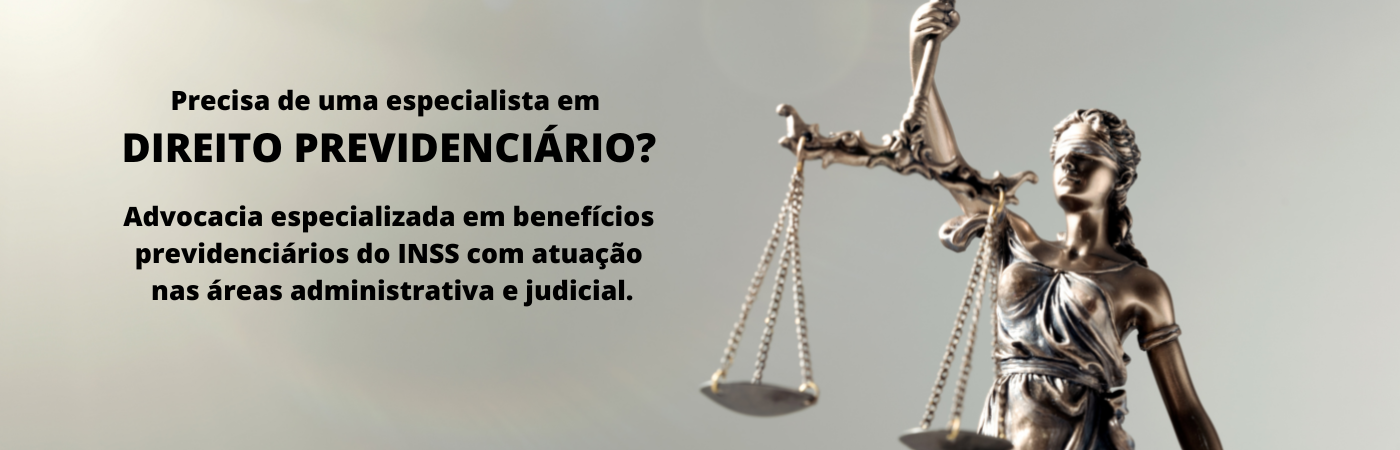 Precisa de uma especialista em
DIREITO PREVIDENCIÁRIO?
Advocacia especializada em benefícios
previdenciários do INSS com atuação
nas áreas administrativa e judicial.